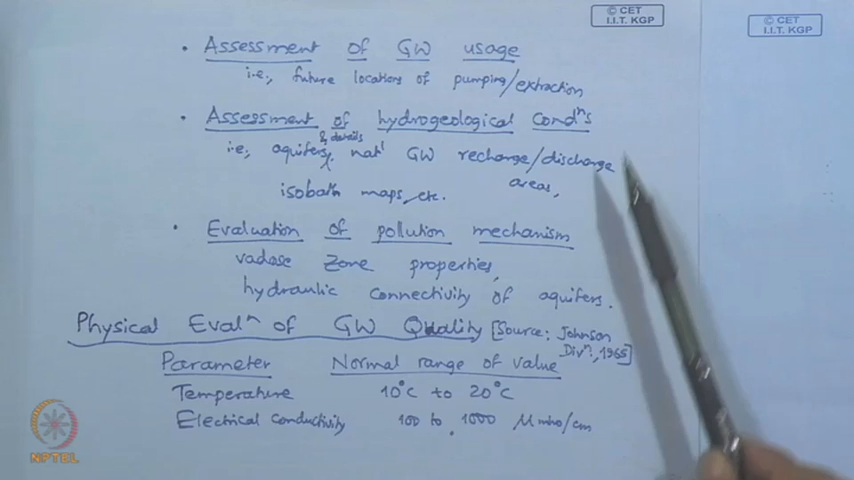 © CET
I.I.T. KGP
© CET
I.I.T. KGP
• Assessment of GW usage
i.e., future locations of pumping/extraction
• Assessment of hydrogeological Condⁿs
& details
i.e., aquifers, natˡ GW recharge/discharge
areas,
isobath maps, etc.
• Evaluation of pollution mechanism
vadose zone properties,
hydraulic connectivity of aquifers.
Physical Evalⁿ of GW Quality [Source: Johnson
Divⁿ, 1965]
Parameter Normal range of value
Temperature 10°C to 20°C
Electrical conductivity 100 to 1000 μ mho/cm
NPTEL